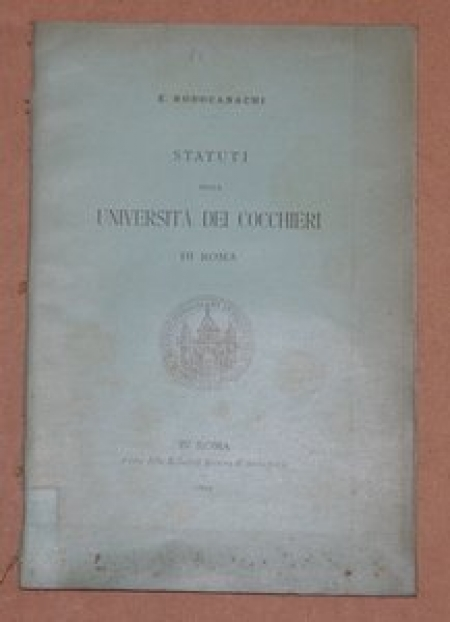 E. RODOCANACHI
STATUTI
DELLA
UNIVERSITÀ DEI COCCHIERI
DI ROMA
IN ROMA